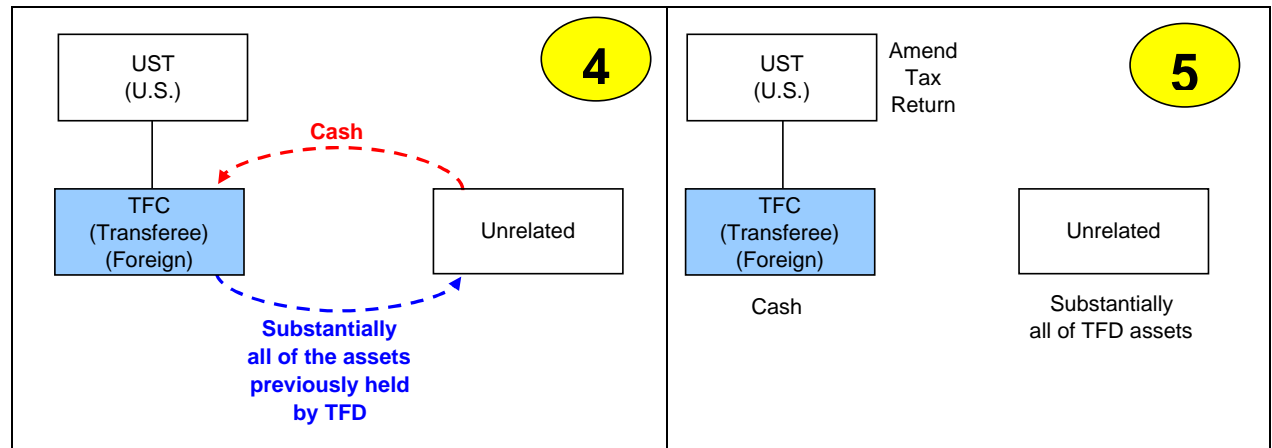 UST
(U.S.)
4
Cash
TFC
(Transferee)
(Foreign)
Unrelated
Substantially
all of the assets
previously held
by TFD
UST
(U.S.)
Amend
Tax
Return
5
TFC
(Transferee)
(Foreign)
Unrelated
Cash
Substantially
all of TFD assets